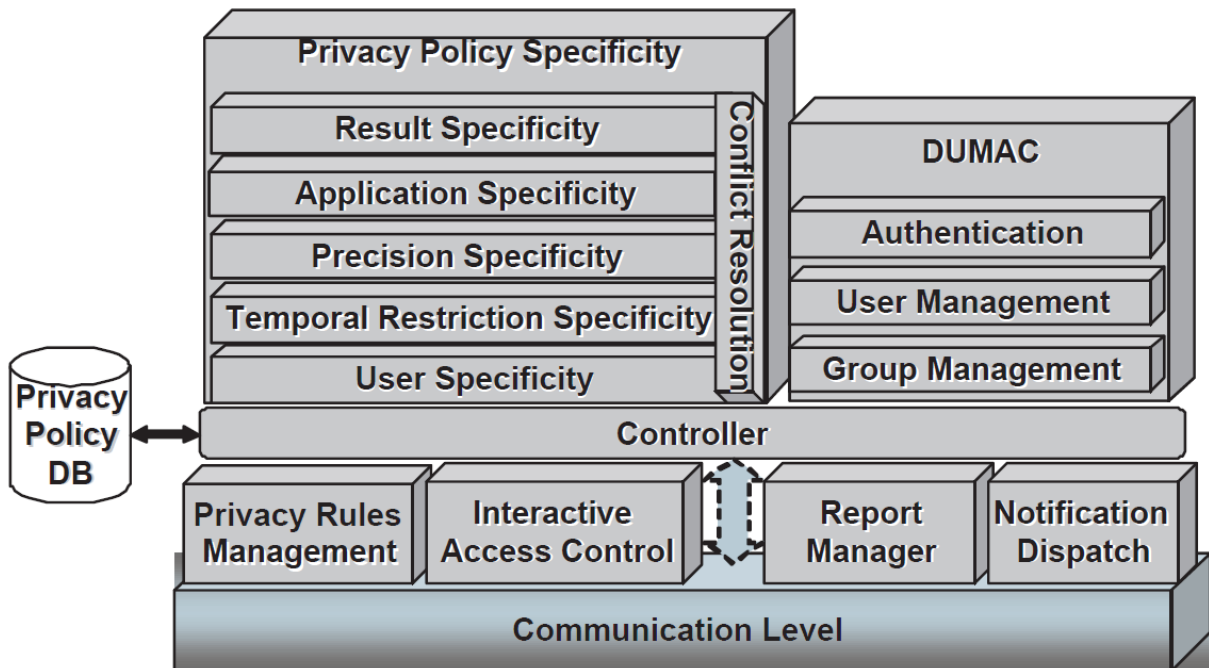 Privacy Policy Specificity
Result Specificity
Application Specificity
Precision Specificity
Temporal Restriction Specificity
User Specificity
Conflict Resolution
DUMAC
Authentication
User Management
Group Management
Privacy
Policy
DB
Controller
Privacy Rules
Management
Interactive
Access Control
Report
Manager
Notification
Dispatch
Communication Level